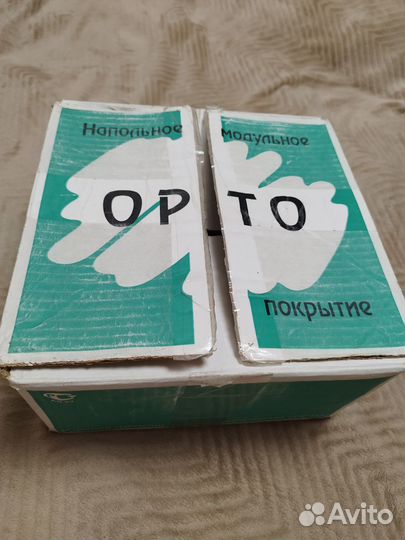 Напольное модульное
ОРТО
покрытие
Avito